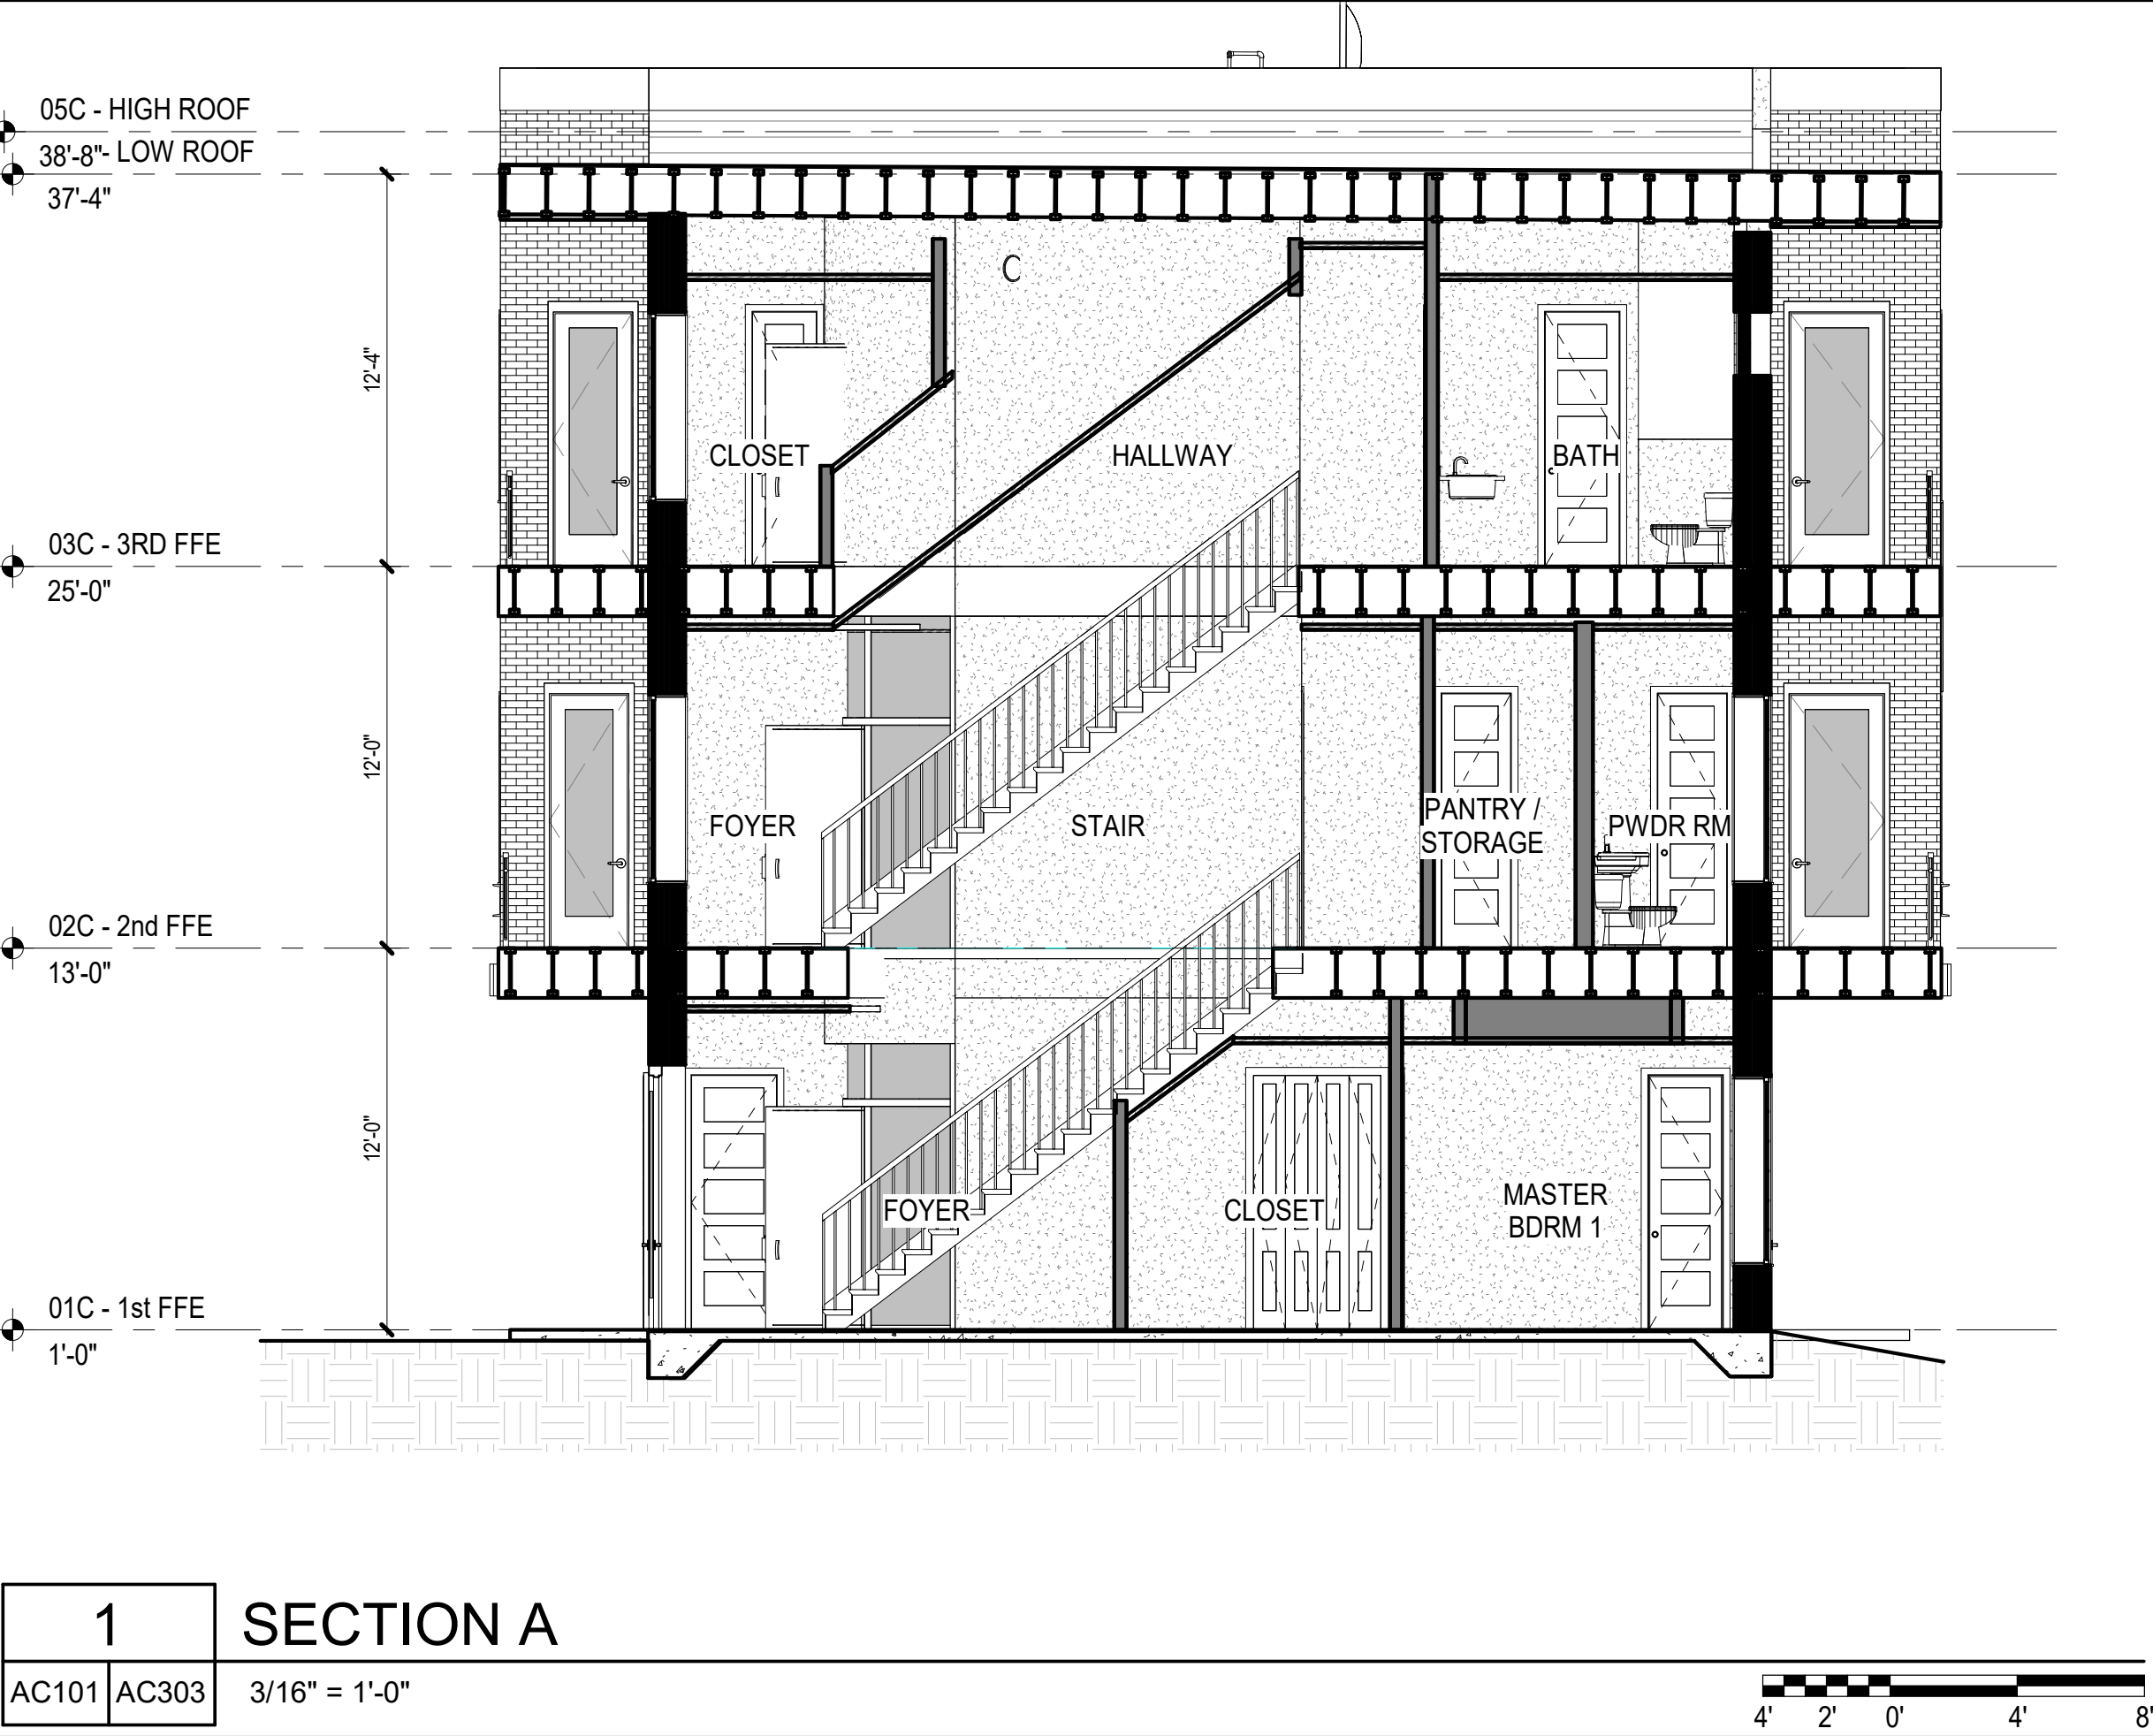 05C - HIGH ROOF
38'-8"
- LOW ROOF
37'-4"
12'-4"
C
CLOSET
HALLWAY
BATH
03C - 3RD FFE
25'-0"
12'-0"
FOYER
STAIR
PANTRY /
STORAGE
PWDR RM
02C - 2nd FFE
13'-0"
12'-0"
FOYER
CLOSET
MASTER
BDRM 1
01C - 1st FFE
1'-0"
1
SECTION A
AC101
AC303
3/16" = 1'-0"
4' 2' 0' 4' 8'